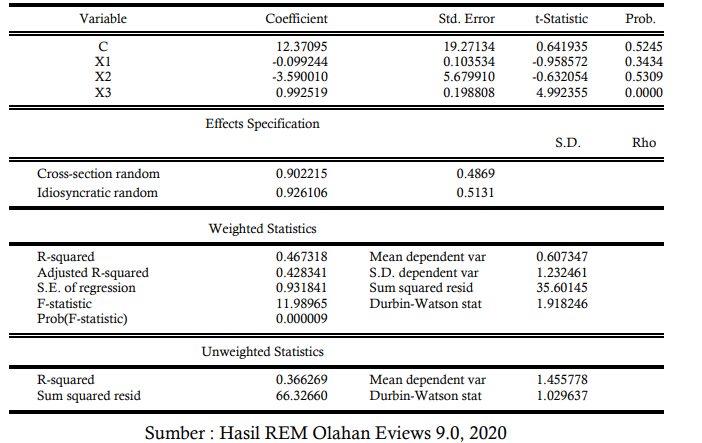 Variable Coefficient Std. Error t-Statistic Prob.
C 12.37095 19.27134 0.641935 0.5245
X1 -0.099244 0.103534 -0.958572 0.3434
X2 -3.590010 5.679910 -0.632054 0.5309
X3 0.992519 0.198808 4.992355 0.0000
Effects Specification
S.D. Rho
Cross-section random 0.902215 0.4869
Idiosyncratic random 0.926106 0.5131
Weighted Statistics
R-squared 0.467318 Mean dependent var 0.607347
Adjusted R-squared 0.428341 S.D. dependent var 1.232461
S.E. of regression 0.931841 Sum squared resid 35.60145
F-statistic 11.98965 Durbin-Watson stat 1.918246
Prob(F-statistic) 0.000009
Unweighted Statistics
R-squared 0.366269 Mean dependent var 1.455778
Sum squared resid 66.32660 Durbin-Watson stat 1.029637
Sumber : Hasil REM Olahan Eviews 9.0, 2020